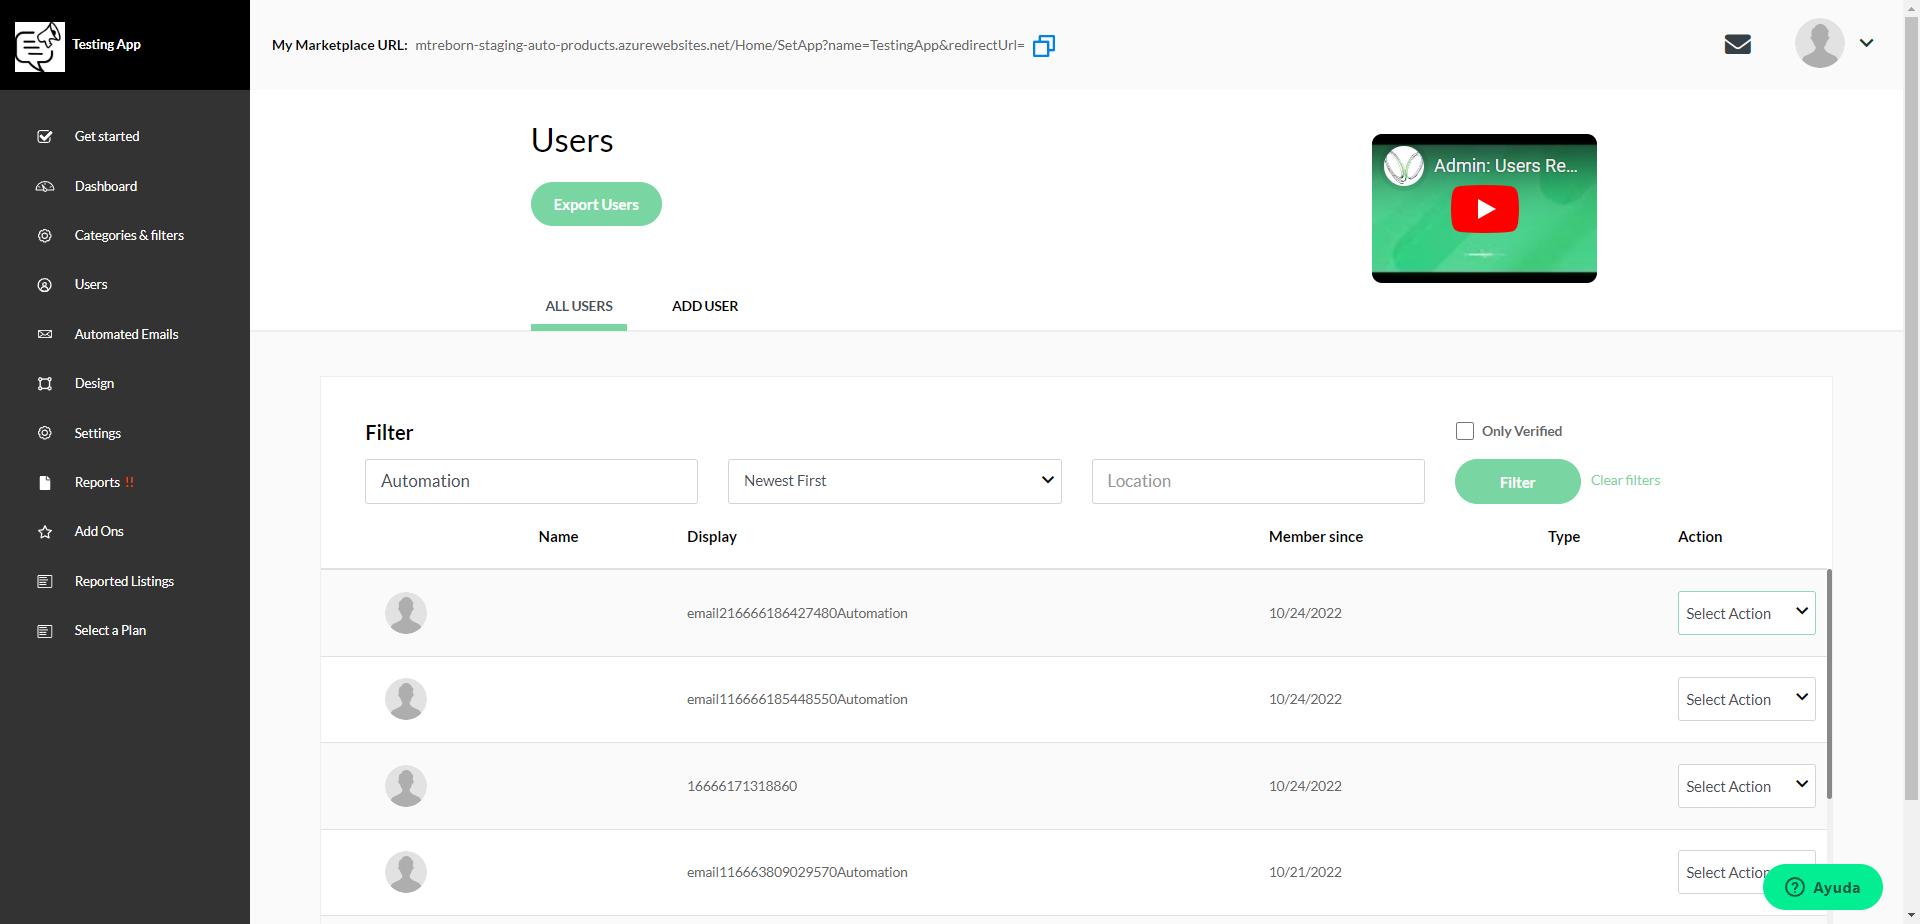 Testing App
My Marketplace URL: mtreborn-staging-auto-products.azurewebsites.net/Home/SetApp?name=TestingApp&redirectUrl=
Get started
Dashboard
Categories & filters
Users
Automated Emails
Design
Settings
Reports !!
Add Ons
Reported Listings
Select a Plan
Users
Export Users
Admin: Users Re...
ALL USERS ADD USER
Filter
Only Verified
Automation Newest First Location Filter Clear filters
Name Display Member since Type Action
email216666186427480Automation 10/24/2022 Select Action
email116666185448550Automation 10/24/2022 Select Action
16666171318860 10/24/2022 Select Action
email116663809029570Automation 10/21/2022 Select Action
Ayuda